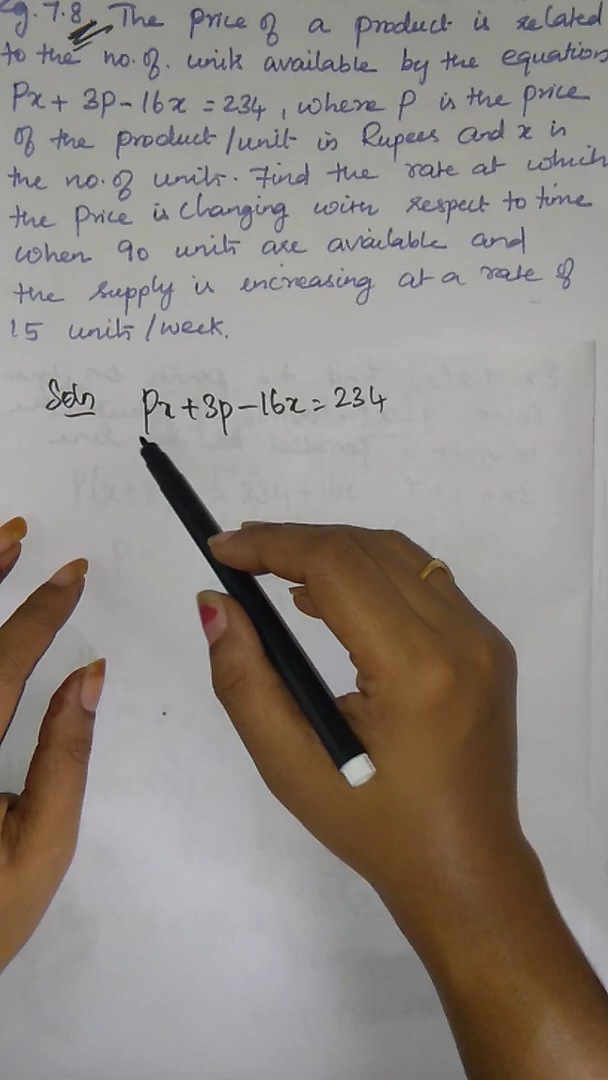 g. 7.8 The price of a product is related
to the no. of. units available by the equation
Px + 3p - 16x = 234, where P is the price
of the product/unit in Rupees and x is
the no. of units. Find the rate at which
the price is changing with respect to time
when 90 units are available and
the supply is increasing at a rate of
15 units/week.
Soln px + 3p - 16x = 234